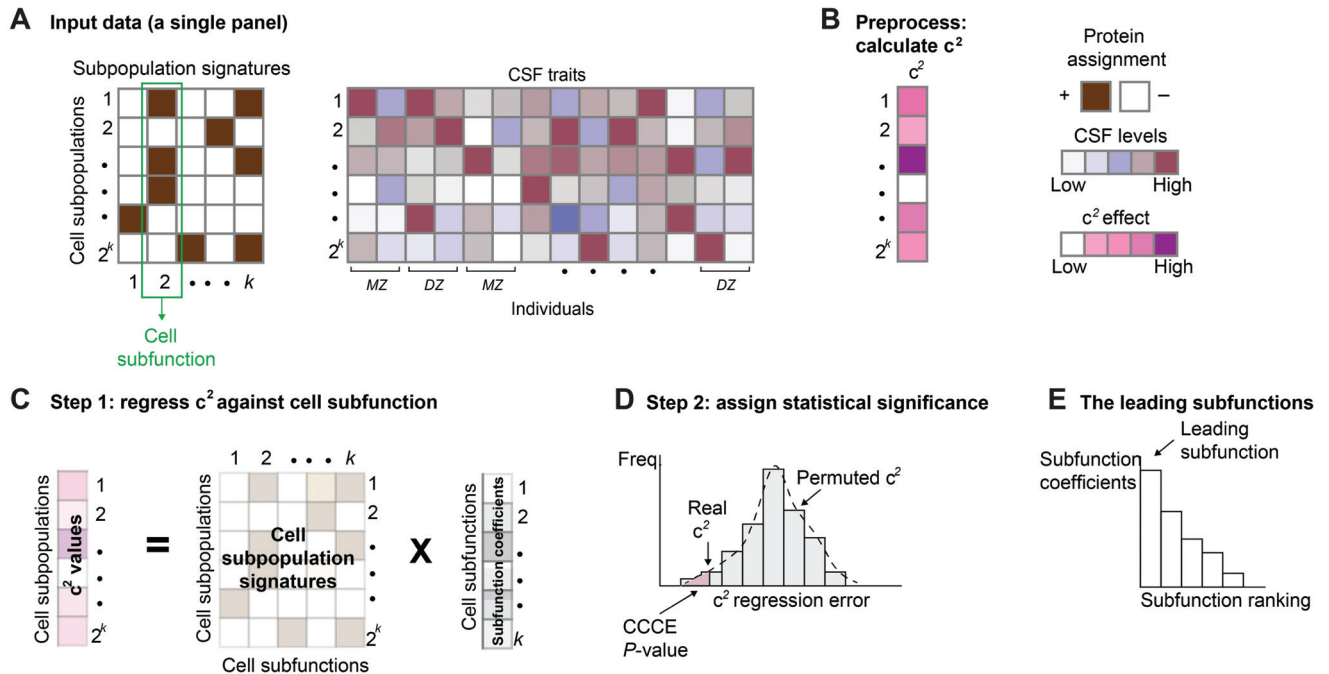 A Input data (a single panel)
Subpopulation signatures
Cell subpopulations
1
2
•
•
•
2^k
1 2 • • • k
Cell
subfunction
CSF traits
1
2
•
•
•
2^k
MZ DZ MZ • • • • DZ
Individuals
B Preprocess:
calculate c²
c²
1
2
•
•
•
2^k
Protein
assignment
+ –
CSF levels
Low High
c² effect
Low High
C Step 1: regress c² against cell subfunction
Cell subpopulations
c² values
1
2
•
•
•
2^k
=
1 2 • • • k
Cell subpopulations
Cell
subpopulation
signatures
1
2
•
•
•
2^k
Cell subfunctions
X
Cell subfunctions
Subfunction coefficients
1
2
•
•
•
k
D Step 2: assign statistical significance
Freq.
Real
c²
Permuted c²
c² regression error
CCCE
P-value
E The leading subfunctions
Leading
subfunction
Subfunction
coefficients
Subfunction ranking